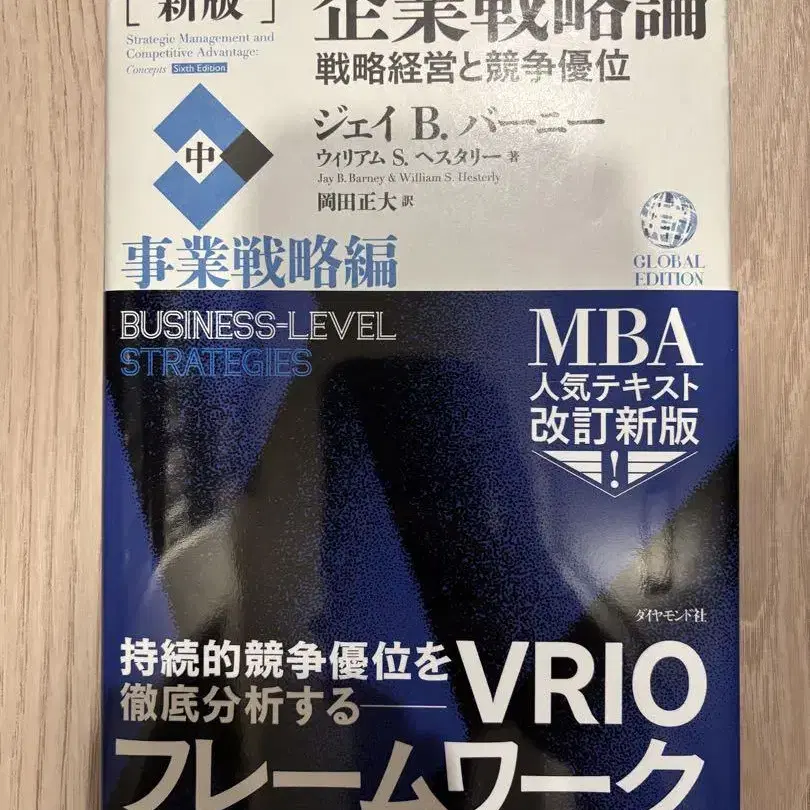 [新版]
企業戦略論
Strategic Management and
Competitive Advantage:
Concepts Sixth Edition
戦略経営と競争優位
中
ジェイ B. バーニー
ウィリアム S. ヘスタリー 著
Jay B. Barney & William S. Hesterly
岡田正大 訳
事業戦略編
GLOBAL
EDITION
BUSINESS-LEVEL
STRATEGIES
MBA
人気テキスト
改訂新版
!
ダイヤモンド社
持続的競争優位を
徹底分析する――VRIO
フレームワーク